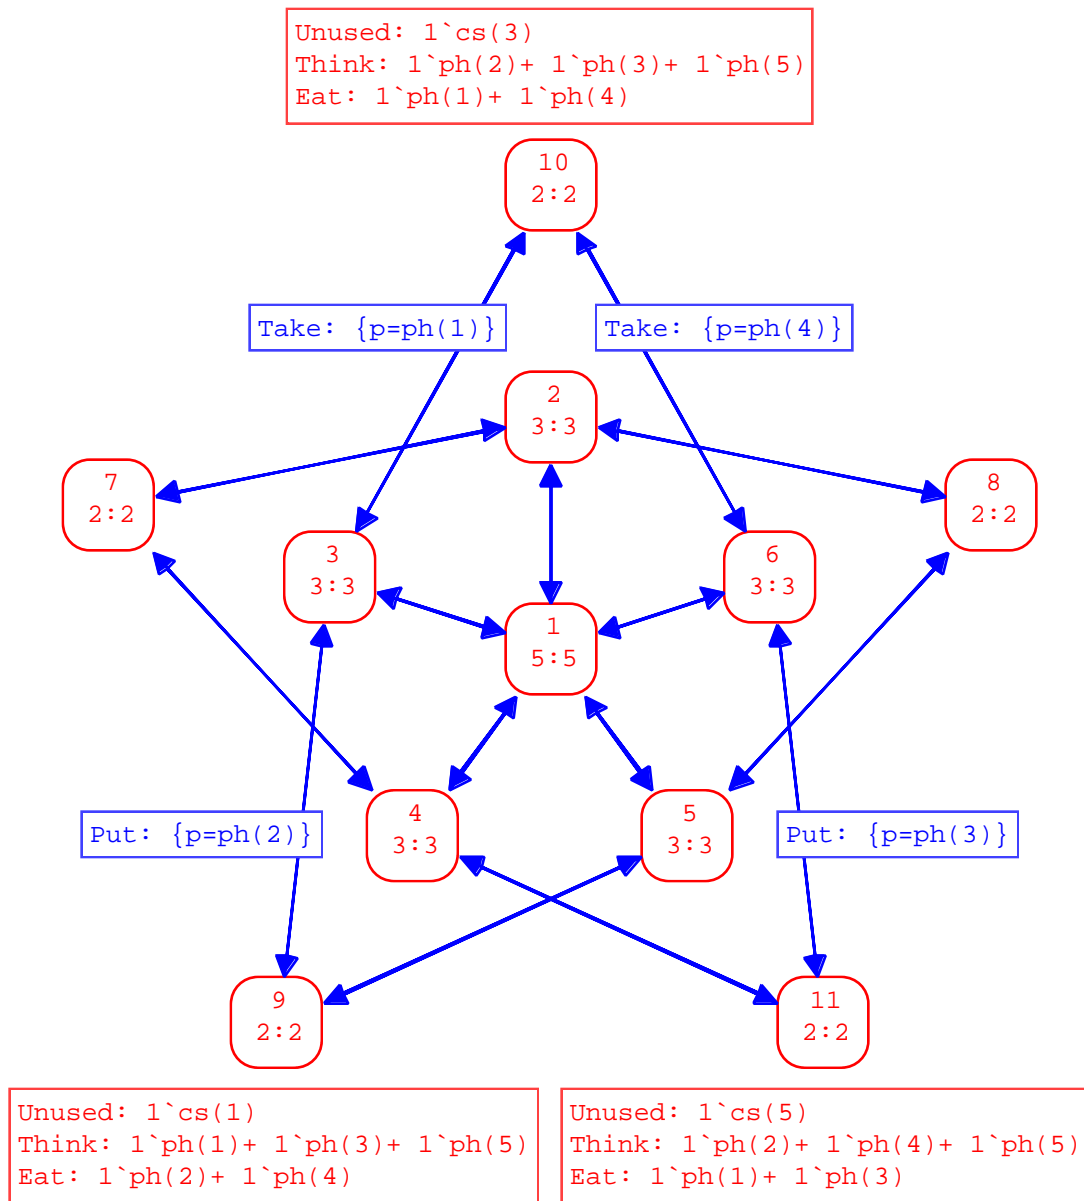 Unused: 1`cs(3)
Think: 1`ph(2)+ 1`ph(3)+ 1`ph(5)
Eat: 1`ph(1)+ 1`ph(4)
10
2:2
Take: {p=ph(1)}
Take: {p=ph(4)}
2
3:3
7
2:2
8
2:2
3
3:3
6
3:3
1
5:5
4
3:3
5
3:3
Put: {p=ph(2)}
Put: {p=ph(3)}
9
2:2
11
2:2
Unused: 1`cs(1)
Think: 1`ph(1)+ 1`ph(3)+ 1`ph(5)
Eat: 1`ph(2)+ 1`ph(4)
Unused: 1`cs(5)
Think: 1`ph(2)+ 1`ph(4)+ 1`ph(5)
Eat: 1`ph(1)+ 1`ph(3)